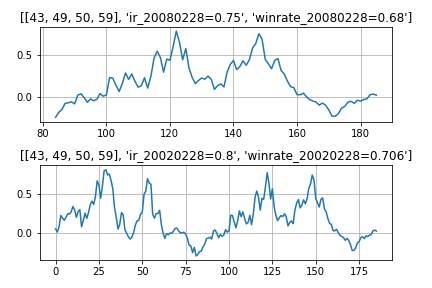 [[43, 49, 50, 59], 'ir_20080228=0.75', 'winrate_20080228=0.68']
0.5
0.0
80 100 120 140 160 180
[[43, 49, 50, 59], 'ir_20020228=0.8', 'winrate_20020228=0.706']
0.5
0.0
0 25 50 75 100 125 150 175